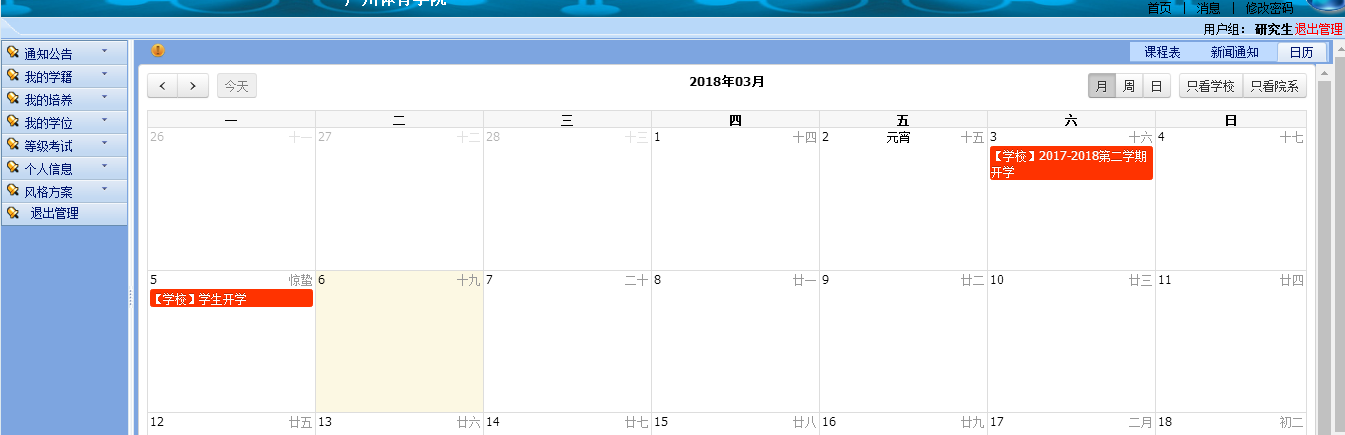 广州体育学院
首页 | 消息 | 修改密码
用户组： 研究生退出管理
通知公告
我的学籍
我的培养
我的学位
等级考试
个人信息
风格方案
退出管理
课程表 新闻通知 日历
< > 今天
2018年03月
月 周 日 只看学校 只看院系
一 二 三 四 五 六 日
26 十一 27 十二 28 十三 1 十四 2 元宵 十五 3 十六 4 十七
【学校】2017-2018第二学期
开学
5 惊蛰 6 十九 7 二十 8 廿一 9 廿二 10 廿三 11 廿四
【学校】学生开学
12 廿五 13 廿六 14 廿七 15 廿八 16 廿九 17 二月 18 初二